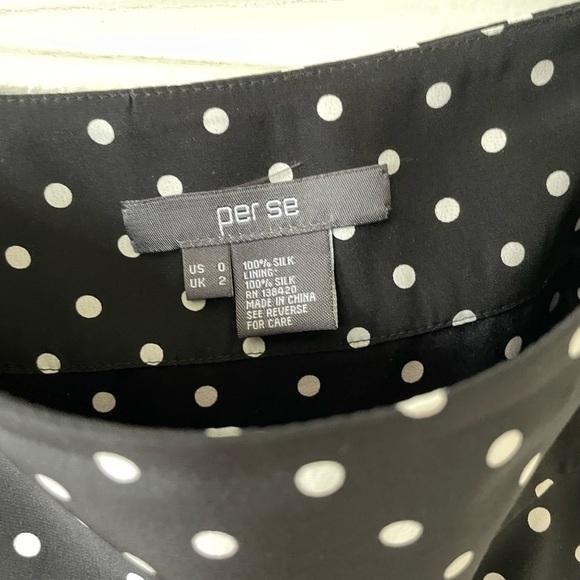 per se
US 0
UK 2
100% SILK
LINING:
100% SILK
RN 138420
MADE IN CHINA
SEE REVERSE
FOR CARE